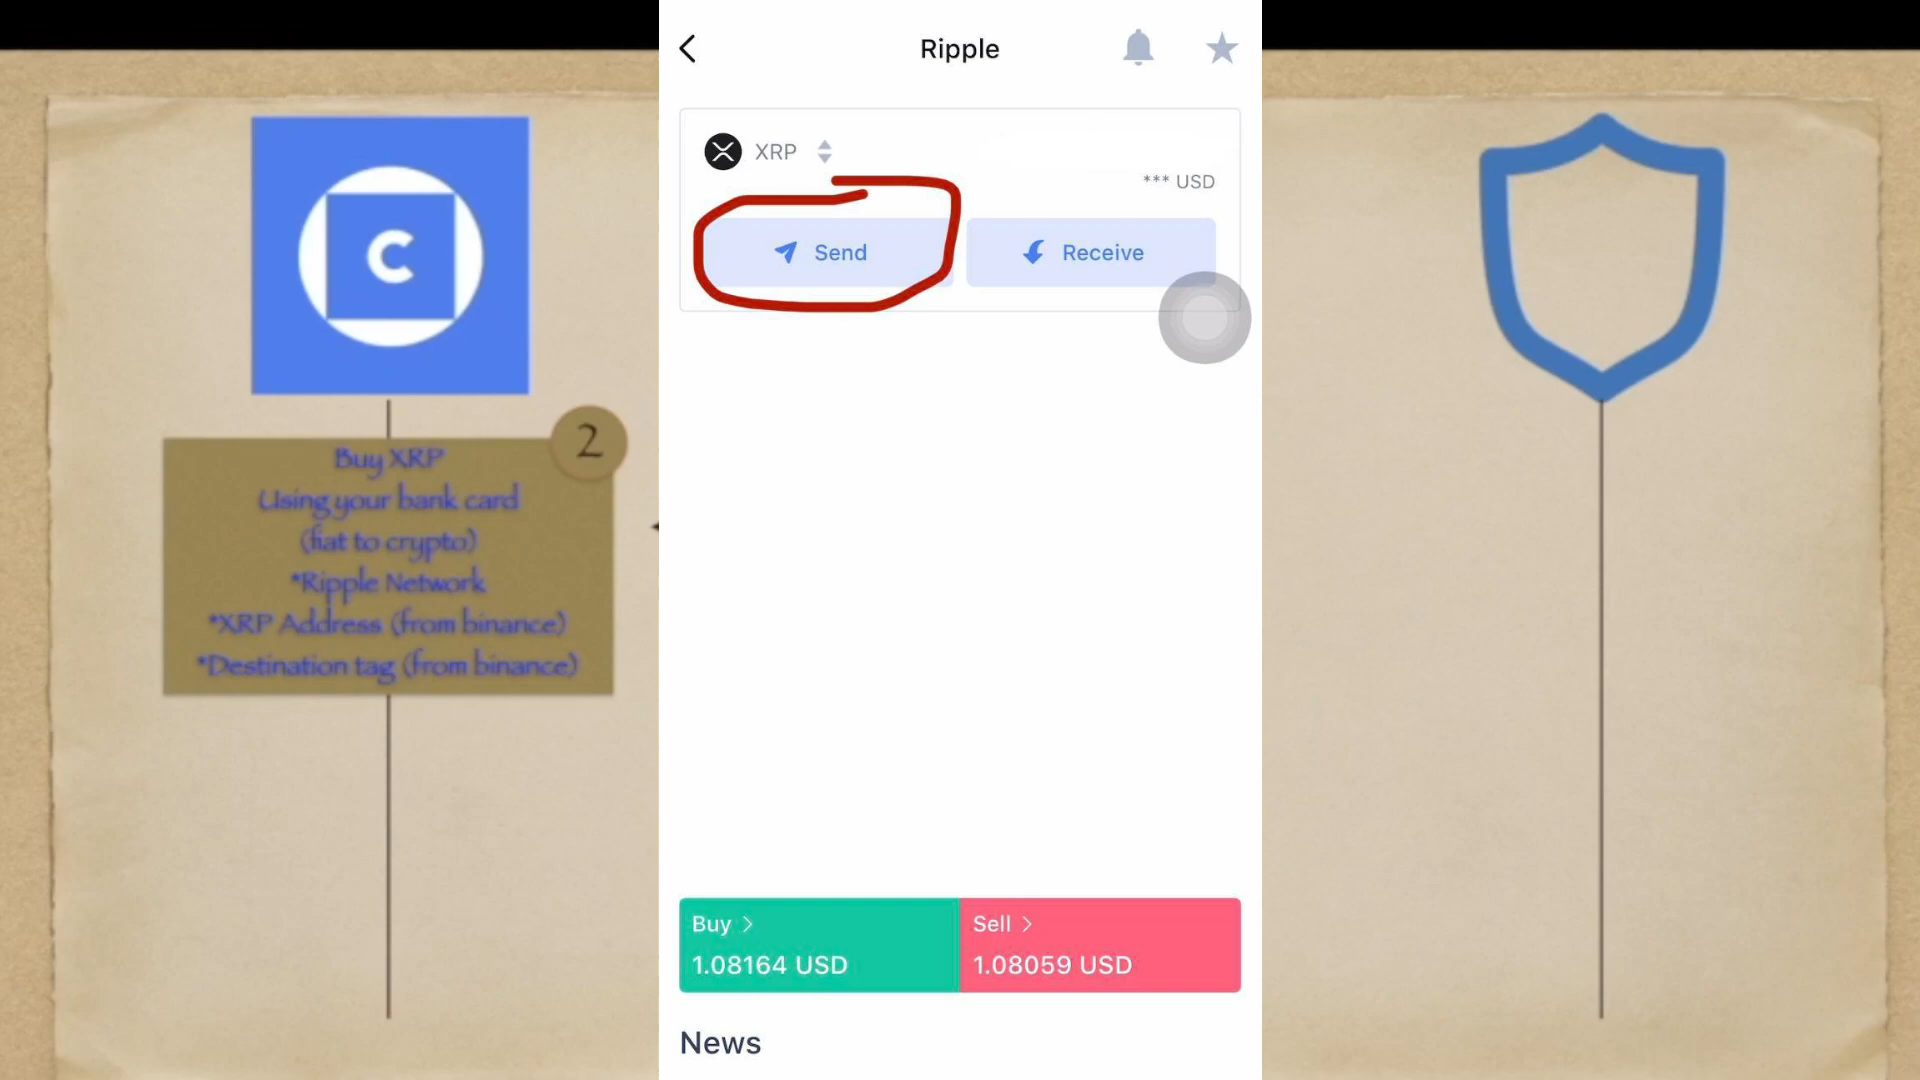 C
2
Buy XRP
Using your bank card
(fiat to crypto)
*Ripple Network
*XRP Address (from binance)
*Destination tag (from binance)
Ripple
XRP
*** USD
Send
Receive
Buy >
1.08164 USD
Sell >
1.08059 USD
News